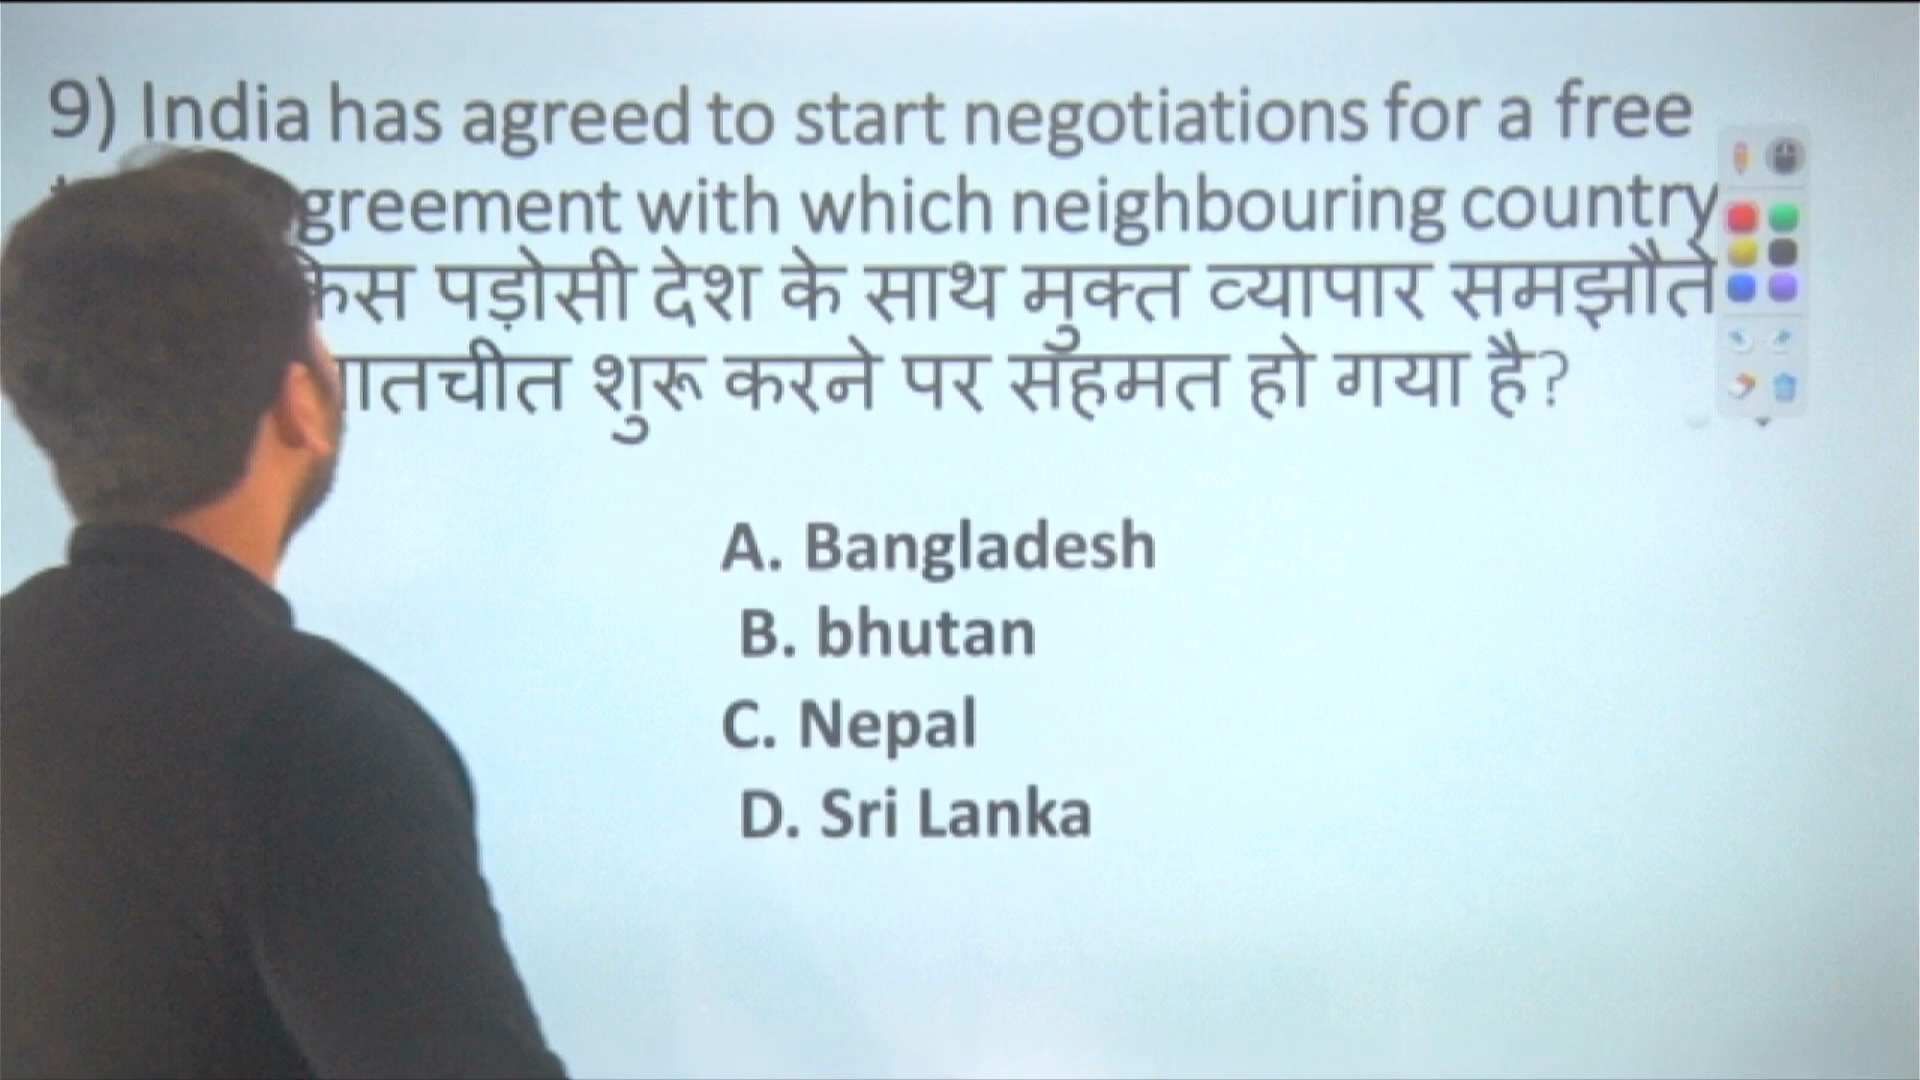 9) India has agreed to start negotiations for a free
greement with which neighbouring country
किस पड़ोसी देश के साथ मुक्त व्यापार समझौते
ातचीत शुरू करने पर सहमत हो गया है?
A. Bangladesh
B. bhutan
C. Nepal
D. Sri Lanka